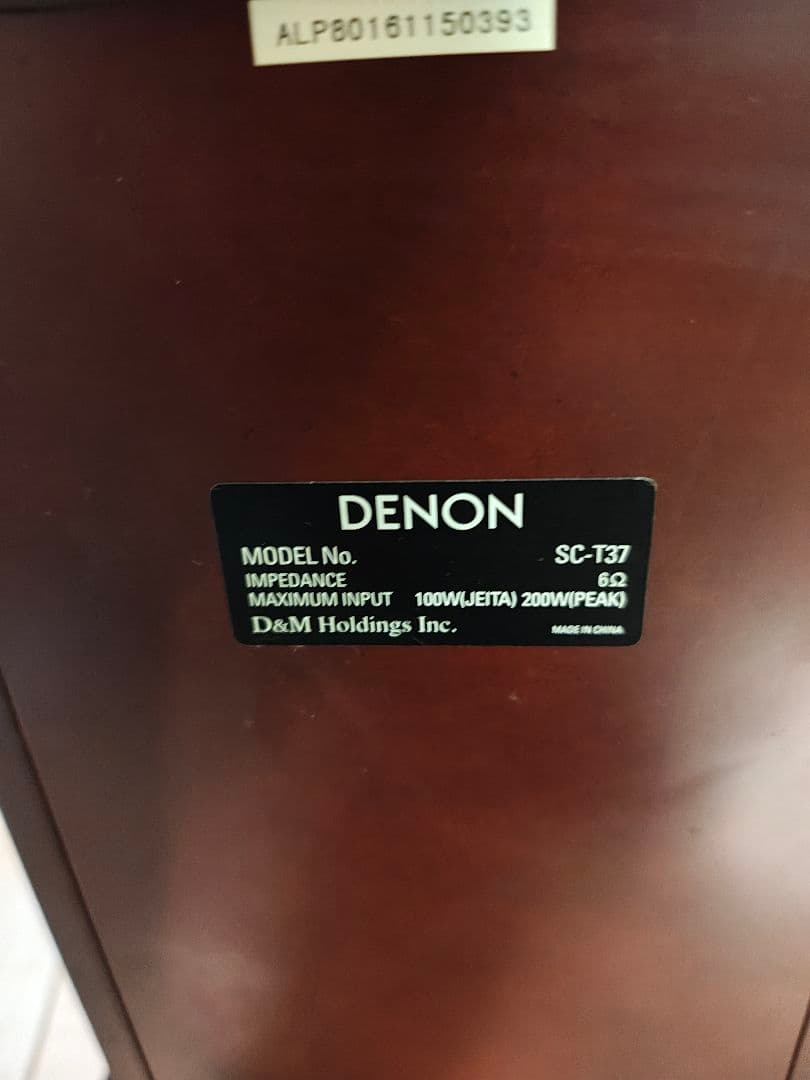 ALP80161150393
DENON
MODEL No. SC-T37
IMPEDANCE 6Ω
MAXIMUM INPUT 100W(JEITA) 200W(PEAK)
D&M Holdings Inc. MADE IN CHINA